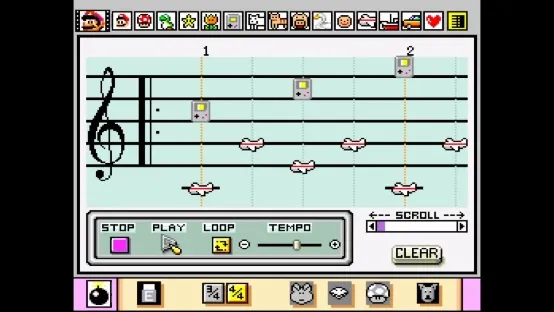 1 2
<-- SCROLL -->
STOP PLAY LOOP TEMPO
CLEAR
3/4 4/4